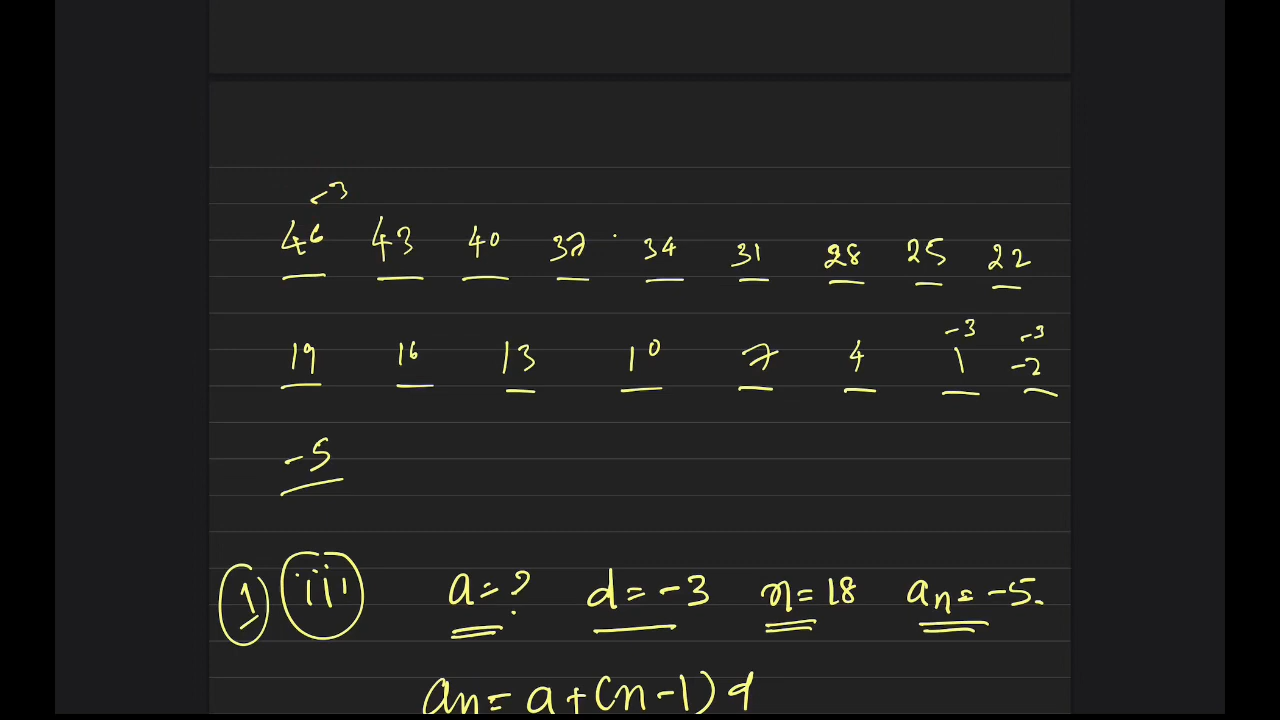 -3
46 43 40 37 34 31 28 25 22
-3 -3
19 16 13 10 7 4 1 -2
-5
1 iii a=? d=-3 n=18 an=-5.
an=a+(n-1)d